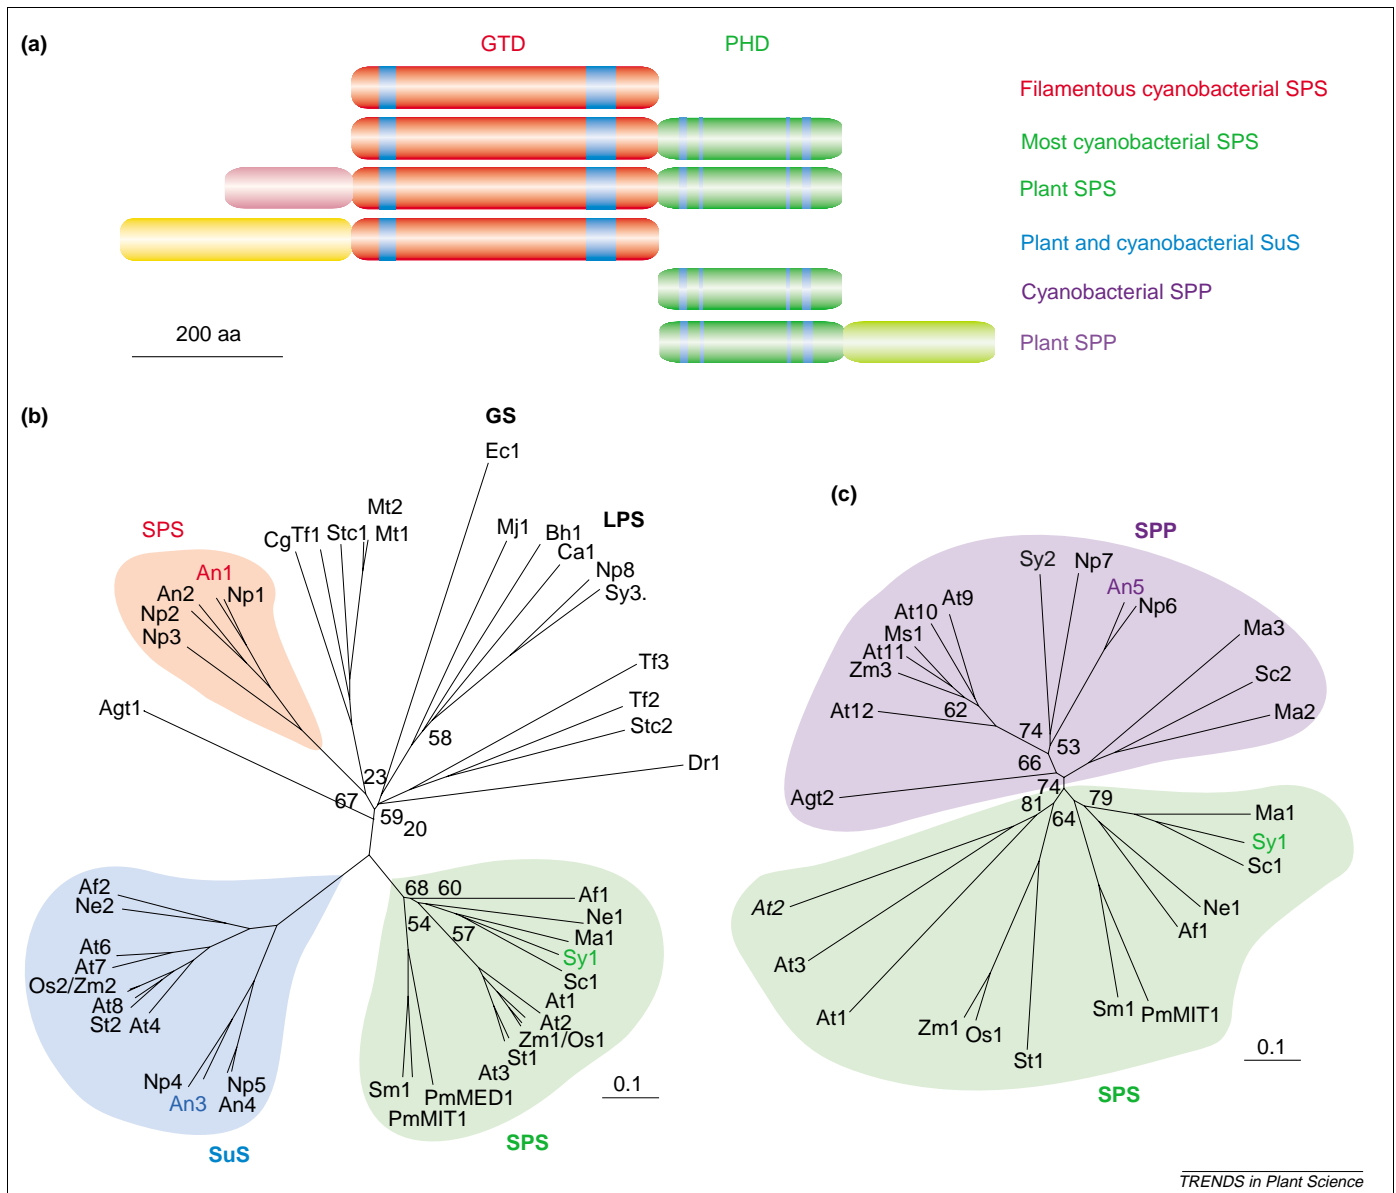 (a)
GTD
PHD
Filamentous cyanobacterial SPS
Most cyanobacterial SPS
Plant SPS
Plant and cyanobacterial SuS
Cyanobacterial SPP
Plant SPP
200 aa
(b)
GS
Ec1
Mt2
Mt1
Stc1
Tf1
Cg
SPS
An1
An2
Np1
Np2
Np3
Agt1
Mj1
LPS
Bh1
Ca1
Np8
Sy3.
Tf3
Tf2
Stc2
Dr1
58
23
67
59
20
68
60
54
57
Af2
Ne2
At6
At7
Os2/Zm2
At8
St2
At4
Np4
An3
Np5
An4
SuS
Af1
Ne1
Ma1
Sy1
Sc1
At1
At2
Zm1/Os1
St1
At3
Sm1
PmMED1
PmMIT1
SPS
0.1
(c)
SPP
Sy2
Np7
An5
Np6
At9
At10
Ms1
At11
Zm3
At12
Ma3
Sc2
Ma2
Agt2
62
74
53
66
74
81
64
79
Ma1
Sy1
Sc1
Ne1
Af1
At2
At3
At1
Zm1
Os1
St1
Sm1
PmMIT1
SPS
0.1
TRENDS in Plant Science